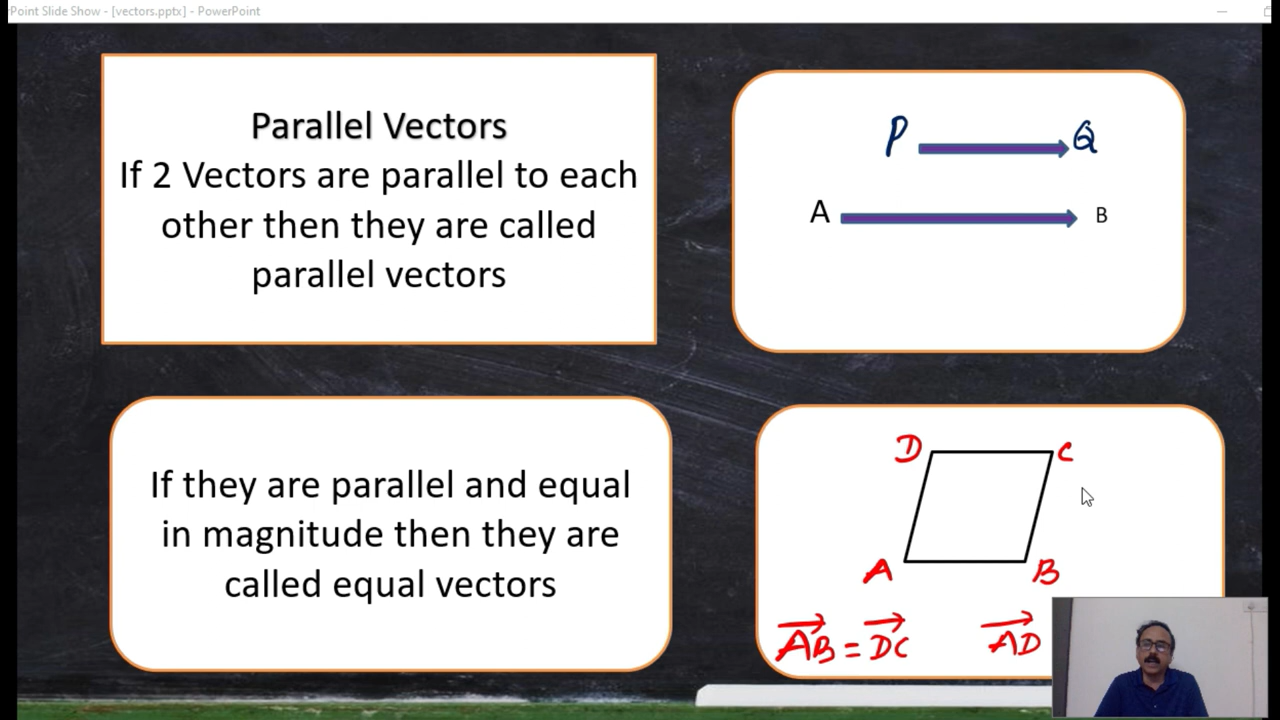 Point Slide Show - [vectors.pptx] - PowerPoint
Parallel Vectors
If 2 Vectors are parallel to each
other then they are called
parallel vectors
P Q
A B
If they are parallel and equal
in magnitude then they are
called equal vectors
D C
A B
AB = DC AD